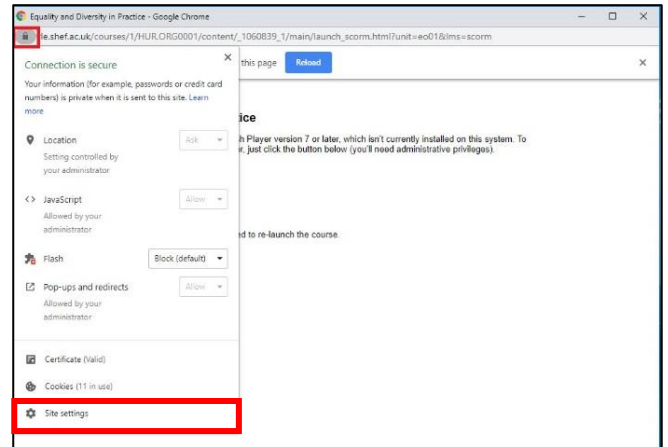 Equality and Diversity in Practice - Google Chrome
le.shef.ac.uk/courses/1/HUR.ORG0001/content/_1060839_1/main/launch_scorm.html?unit=eo01&lms=scorm
Connection is secure
this page Reload
Your information (for example, passwords or credit card
numbers) is private when it is sent to this site. Learn
more
ice
h Player version 7 or later, which isn't currently installed on this system. To
r, just click the button below (you'll need administrative privileges).
Location Ask
Setting controlled by
your administrator
JavaScript Allow
Allowed by your
administrator
ed to re-launch the course.
Flash Block (default)
Pop-ups and redirects Allow
Allowed by your
administrator
Certificate (Valid)
Cookies (11 in use)
Site settings